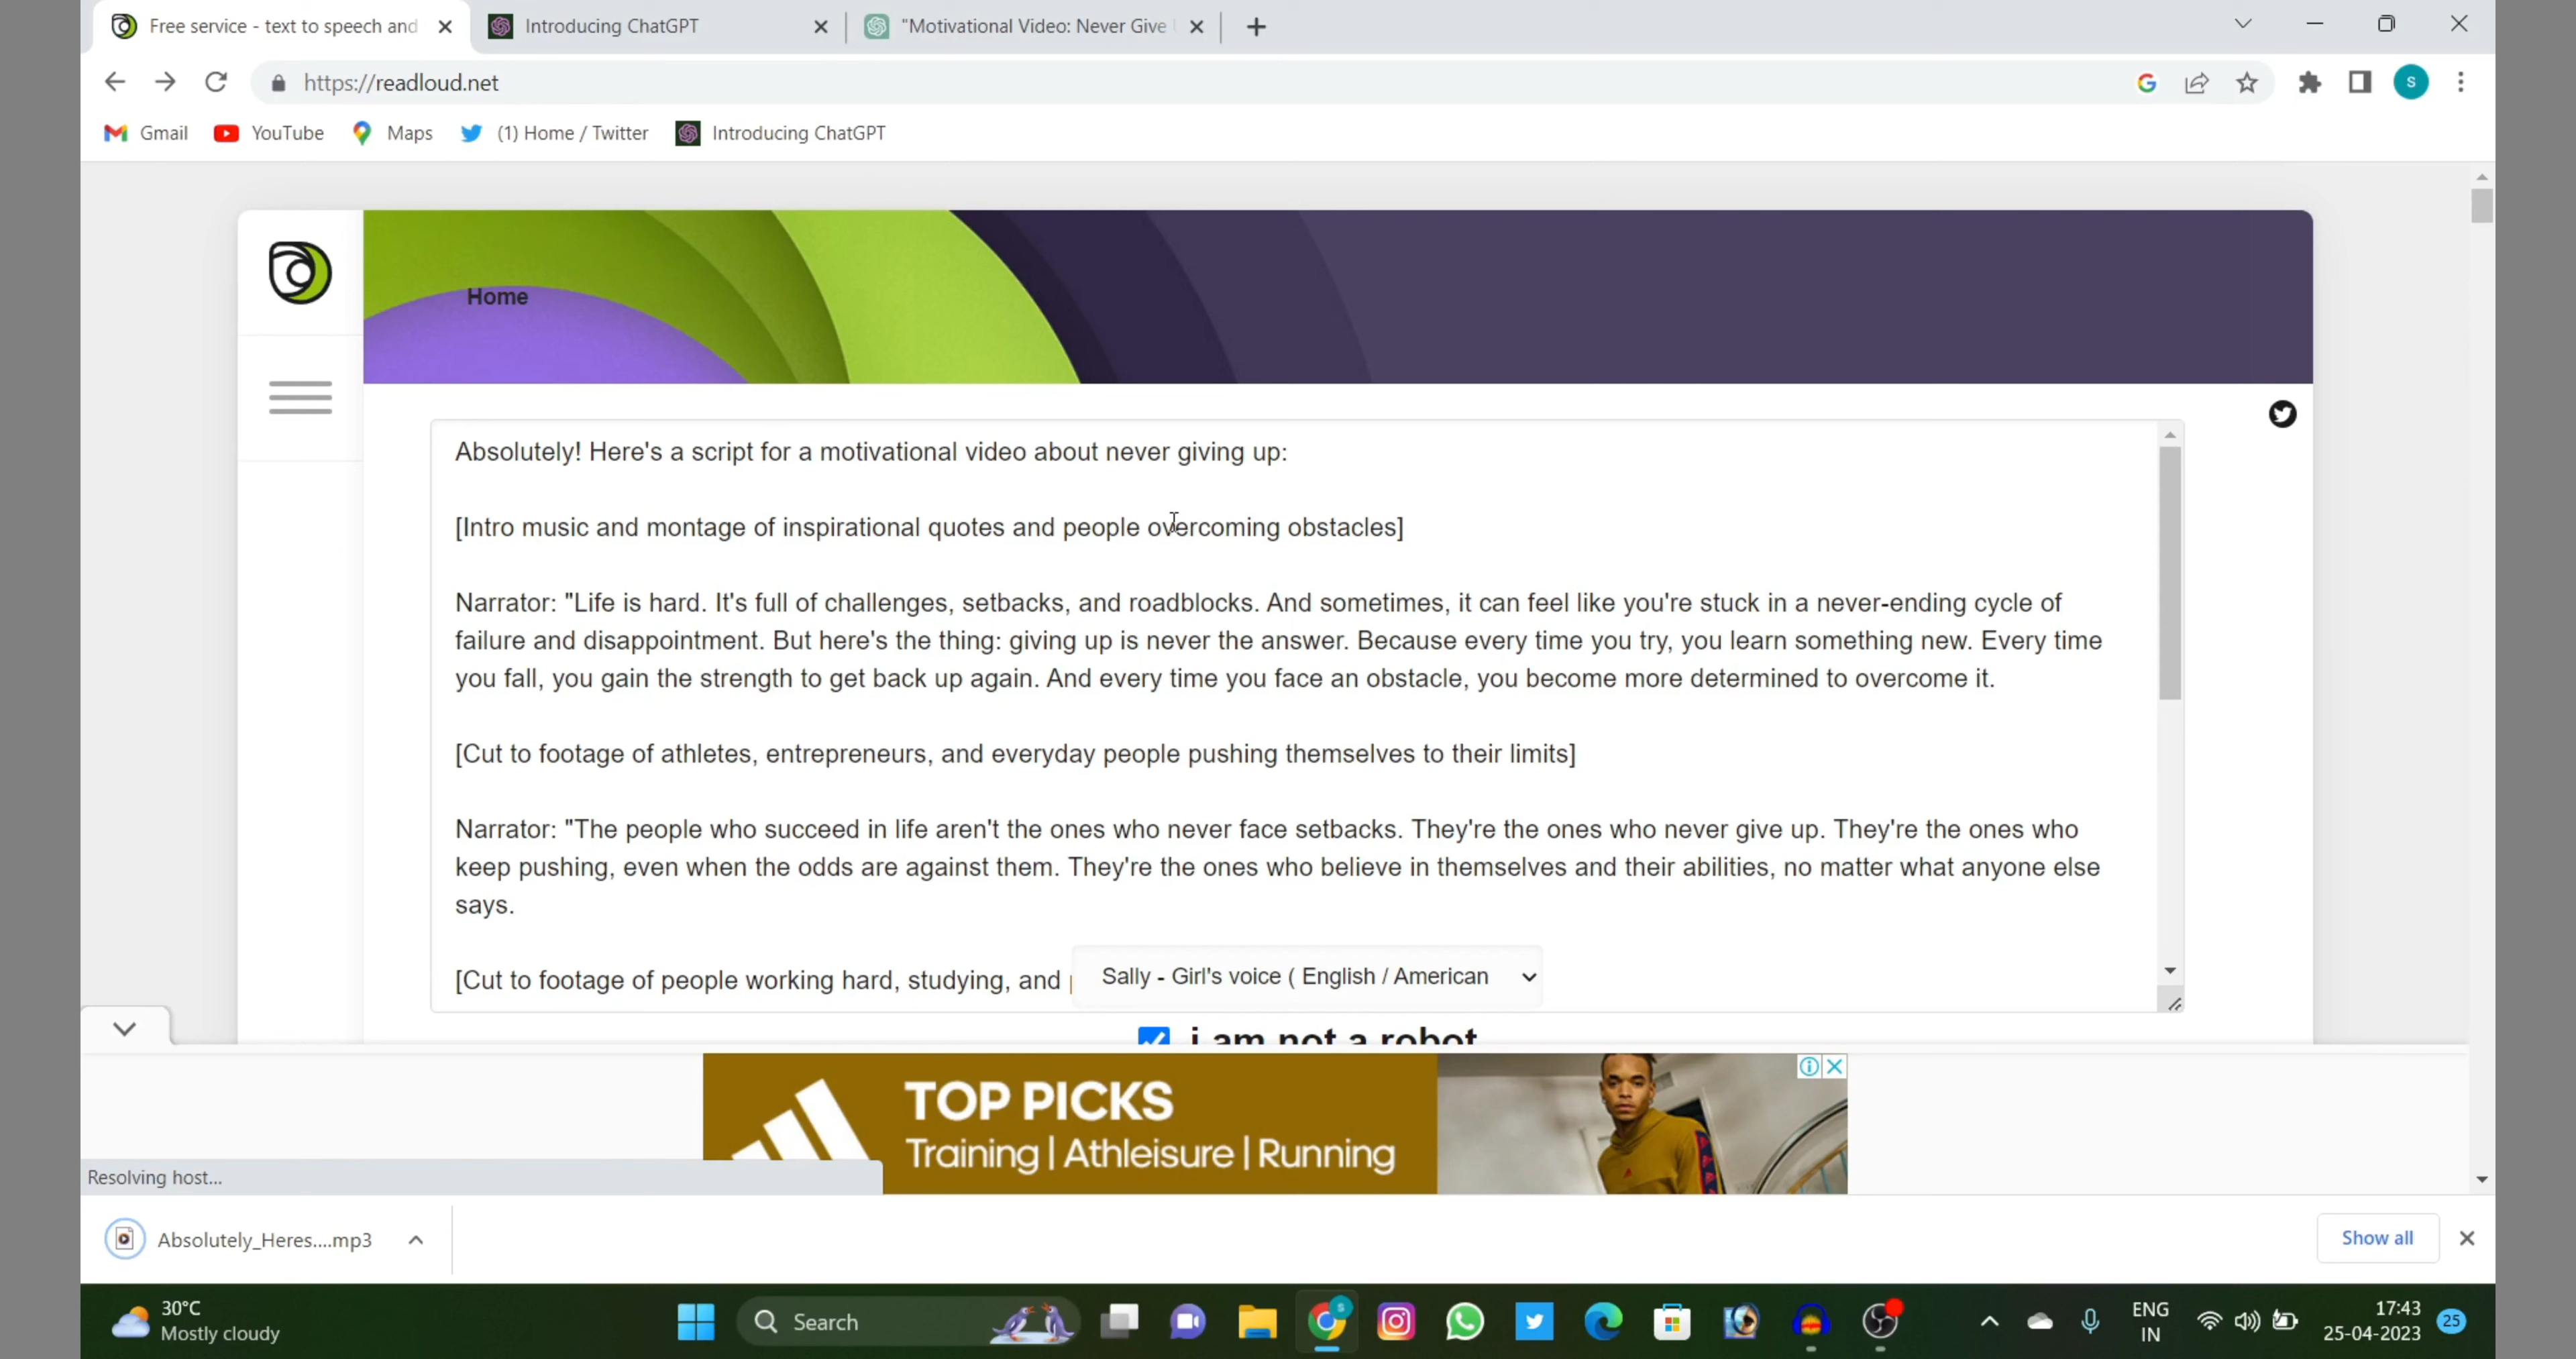 Free service - text to speech and
Introducing ChatGPT
"Motivational Video: Never Give
https://readloud.net
Gmail
YouTube
Maps
(1) Home / Twitter
Introducing ChatGPT
Home
Absolutely! Here's a script for a motivational video about never giving up:
[Intro music and montage of inspirational quotes and people overcoming obstacles]
Narrator: "Life is hard. It's full of challenges, setbacks, and roadblocks. And sometimes, it can feel like you're stuck in a never-ending cycle of
failure and disappointment. But here's the thing: giving up is never the answer. Because every time you try, you learn something new. Every time
you fall, you gain the strength to get back up again. And every time you face an obstacle, you become more determined to overcome it.
[Cut to footage of athletes, entrepreneurs, and everyday people pushing themselves to their limits]
Narrator: "The people who succeed in life aren't the ones who never face setbacks. They're the ones who never give up. They're the ones who
keep pushing, even when the odds are against them. They're the ones who believe in themselves and their abilities, no matter what anyone else
says.
[Cut to footage of people working hard, studying, and
Sally - Girl's voice ( English / American
i am not a robot
TOP PICKS
Training | Athleisure | Running
Resolving host...
Absolutely_Heres....mp3
Show all
30°C
Mostly cloudy
Search
ENG
IN
17:43
25-04-2023
25